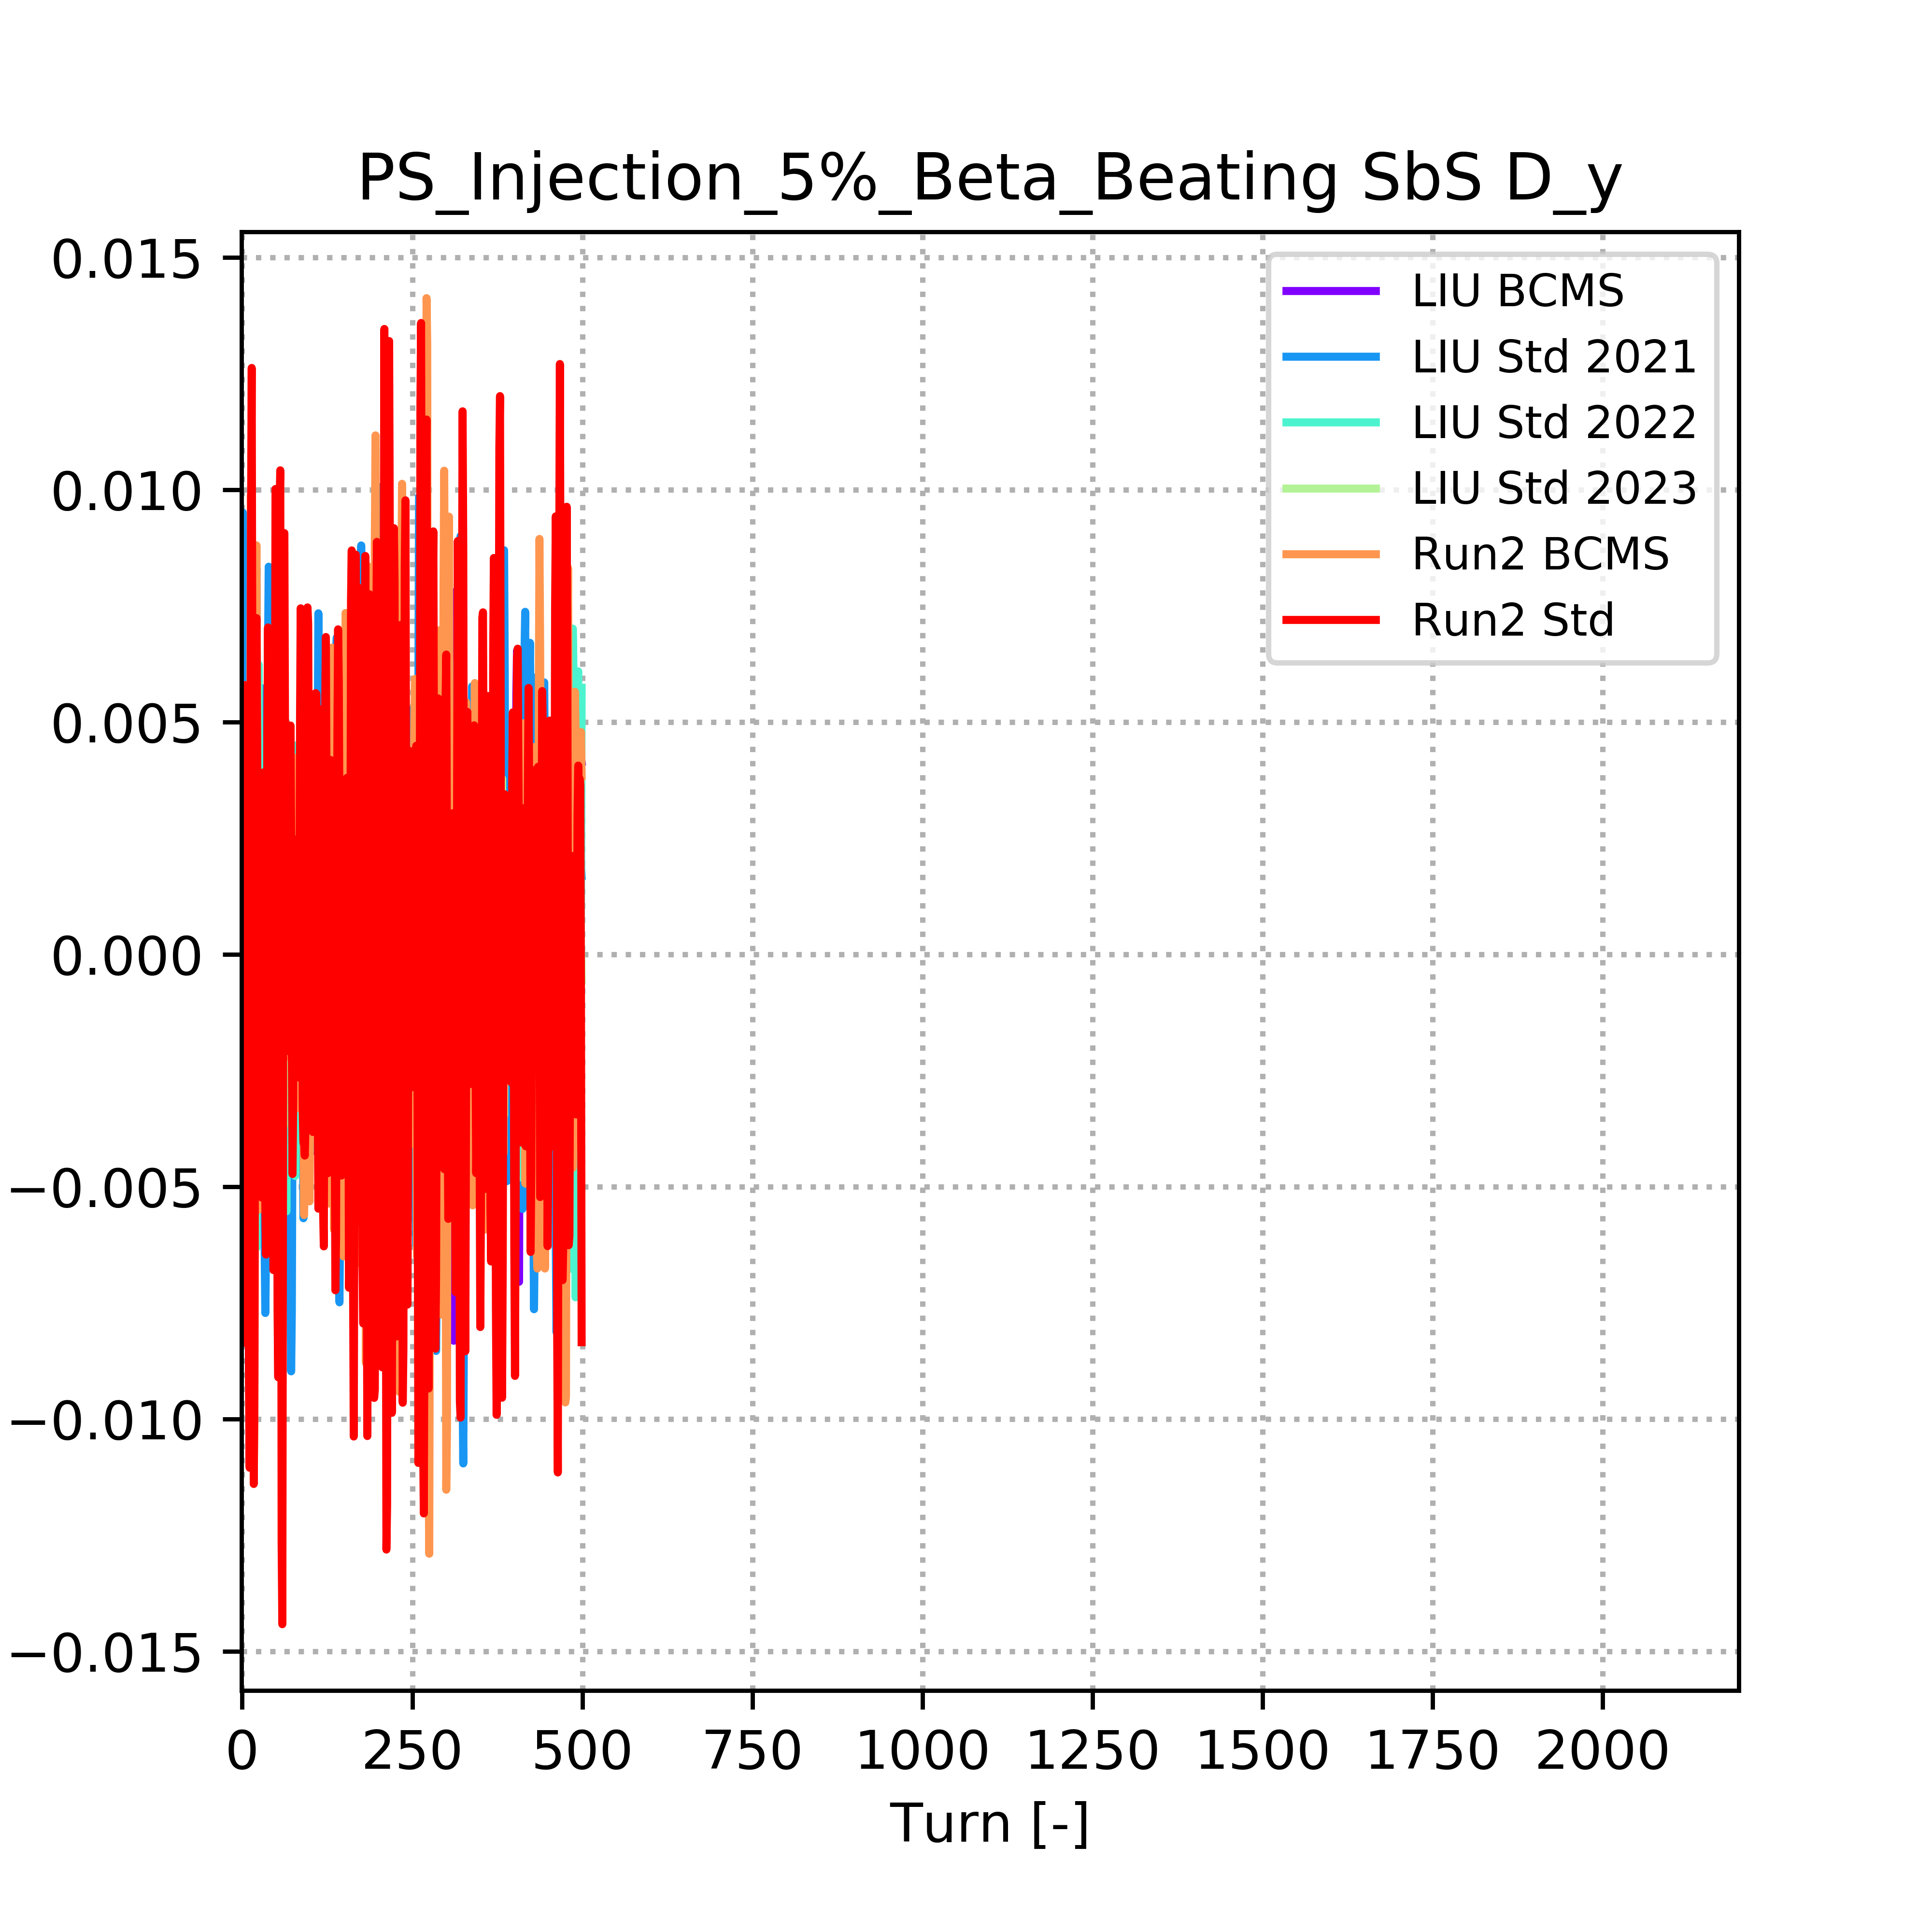 PS_Injection_5%_Beta_Beating SbS D_y
0.015
0.010
0.005
0.000
−0.005
−0.010
−0.015
LIU BCMS
LIU Std 2021
LIU Std 2022
LIU Std 2023
Run2 BCMS
Run2 Std
0 250 500 750 1000 1250 1500 1750 2000
Turn [-]